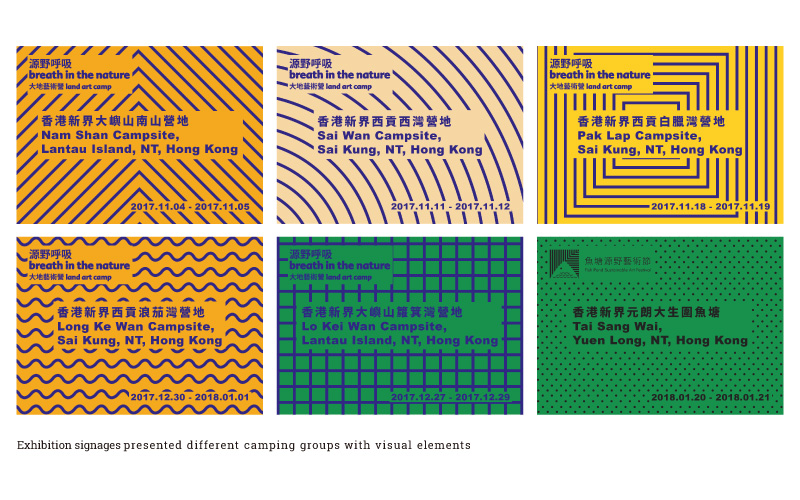 源野呼吸
breath in the nature
大地藝術營 land art camp
香港新界大嶼山南山營地
Nam Shan Campsite,
Lantau Island, NT, Hong Kong
2017.11.04 - 2017.11.05
源野呼吸
breath in the nature
大地藝術營 land art camp
香港新界西貢西灣營地
Sai Wan Campsite,
Sai Kung, NT, Hong Kong
2017.11.11 - 2017.11.12
源野呼吸
breath in the nature
大地藝術營 land art camp
香港新界西貢白臘灣營地
Pak Lap Campsite,
Sai Kung, NT, Hong Kong
2017.11.18 - 2017.11.19
源野呼吸
breath in the nature
大地藝術營 land art camp
香港新界西貢浪茄灣營地
Long Ke Wan Campsite,
Sai Kung, NT, Hong Kong
2017.12.30 - 2018.01.01
源野呼吸
breath in the nature
大地藝術營 land art camp
香港新界大嶼山籮箕灣營地
Lo Kei Wan Campsite,
Lantau Island, NT, Hong Kong
2017.12.27 - 2017.12.29
魚塘源野藝術節
Fish Pond Sustainable Art Festival
香港新界元朗大生圍魚塘
Tai Sang Wai,
Yuen Long, NT, Hong Kong
2018.01.20 - 2018.01.21
Exhibition signages presented different camping groups with visual elements